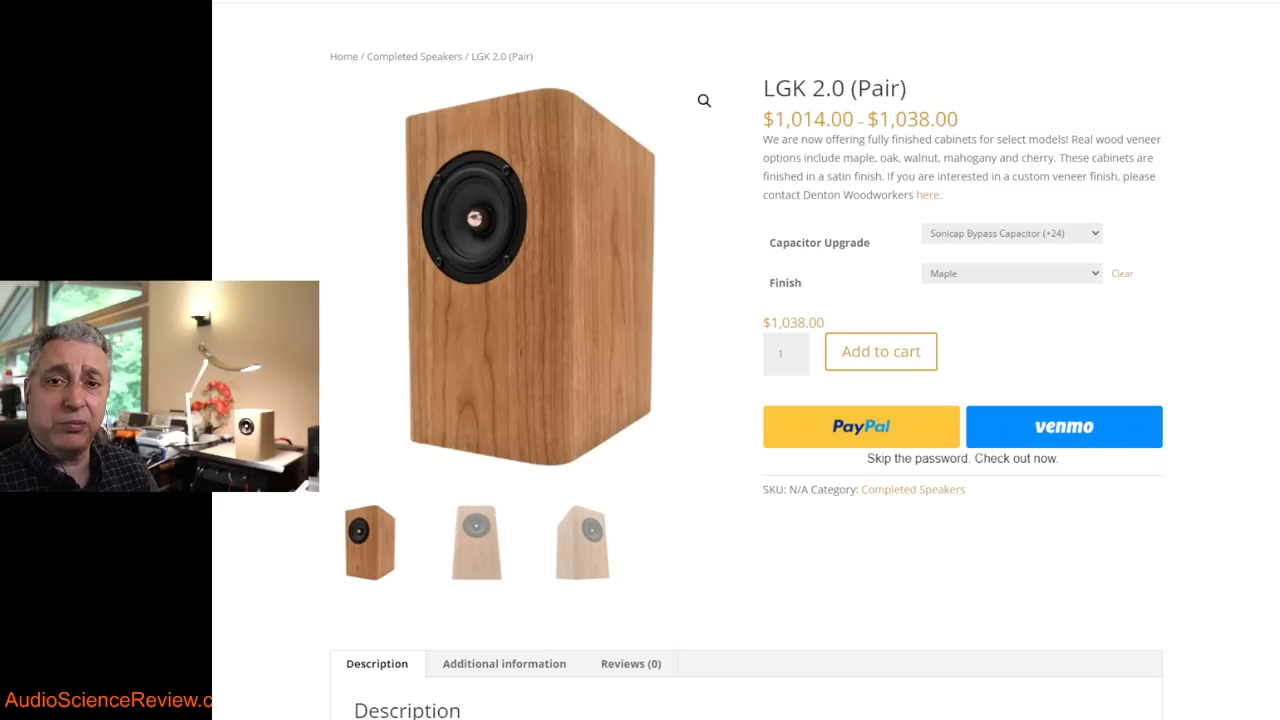 Home / Completed Speakers / LGK 2.0 (Pair)
LGK 2.0 (Pair)
$1,014.00 – $1,038.00
We are now offering fully finished cabinets for select models! Real wood veneer
options include maple, oak, walnut, mahogany and cherry. These cabinets are
finished in a satin finish. If you are interested in a custom veneer finish, please
contact Denton Woodworkers here.
Capacitor Upgrade
Sonicap Bypass Capacitor (+24)
Finish
Maple
Clear
$1,038.00
1
Add to cart
PayPal
venmo
Skip the password. Check out now.
SKU: N/A Category: Completed Speakers
Description
Additional information
Reviews (0)
Description
AudioScienceReview.c